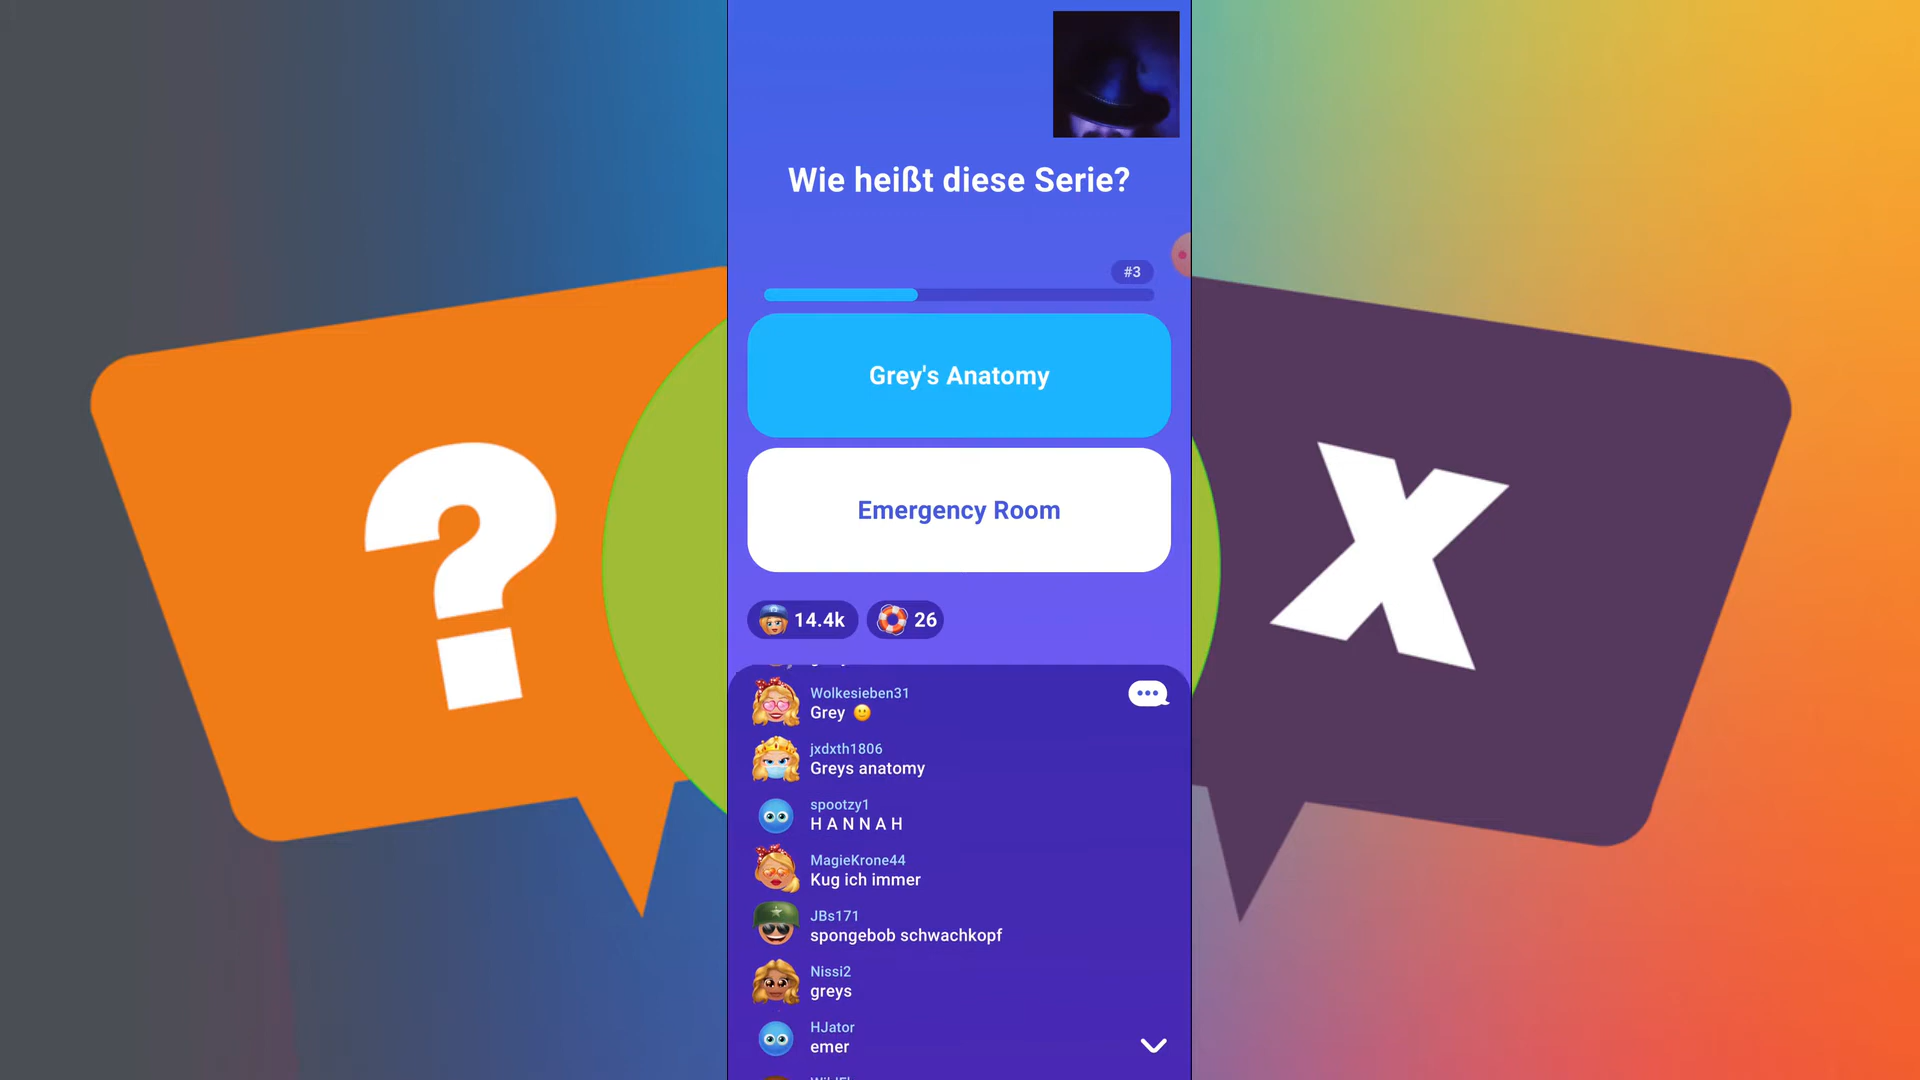 Wie heißt diese Serie?
#3
Grey's Anatomy
Emergency Room
14.4k
26
Wolkesieben31
Grey 🙂
jxdxth1806
Greys anatomy
spootzy1
H A N N A H
MagieKrone44
Kug ich immer
JBs171
spongebob schwachkopf
Nissi2
greys
HJator
emer
?
X